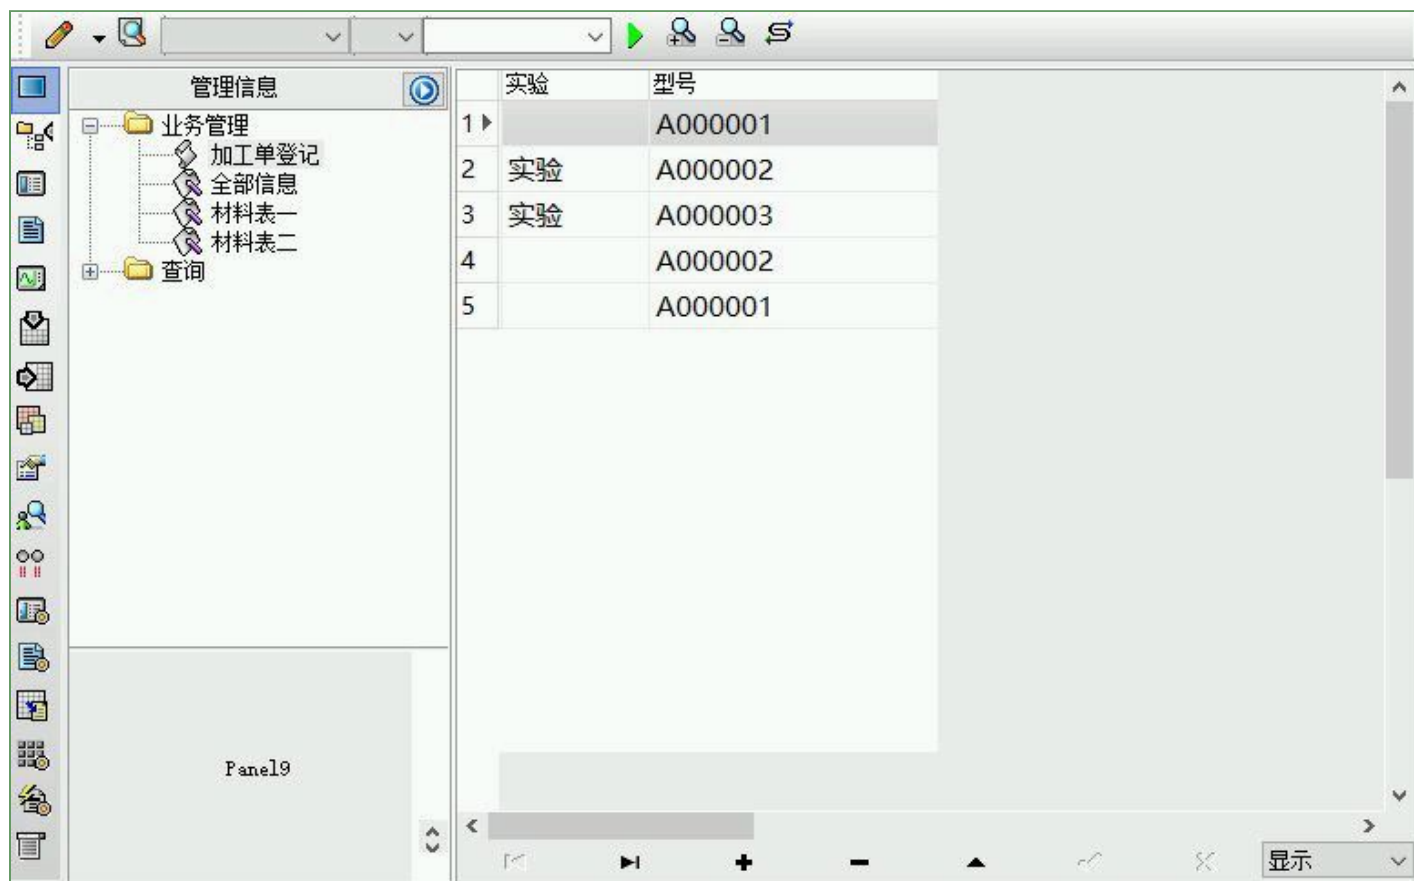 管理信息
业务管理
加工单登记
全部信息
材料表一
材料表二
查询
Panel9
实验 型号
1 A000001
2 实验 A000002
3 实验 A000003
4 A000002
5 A000001
显示